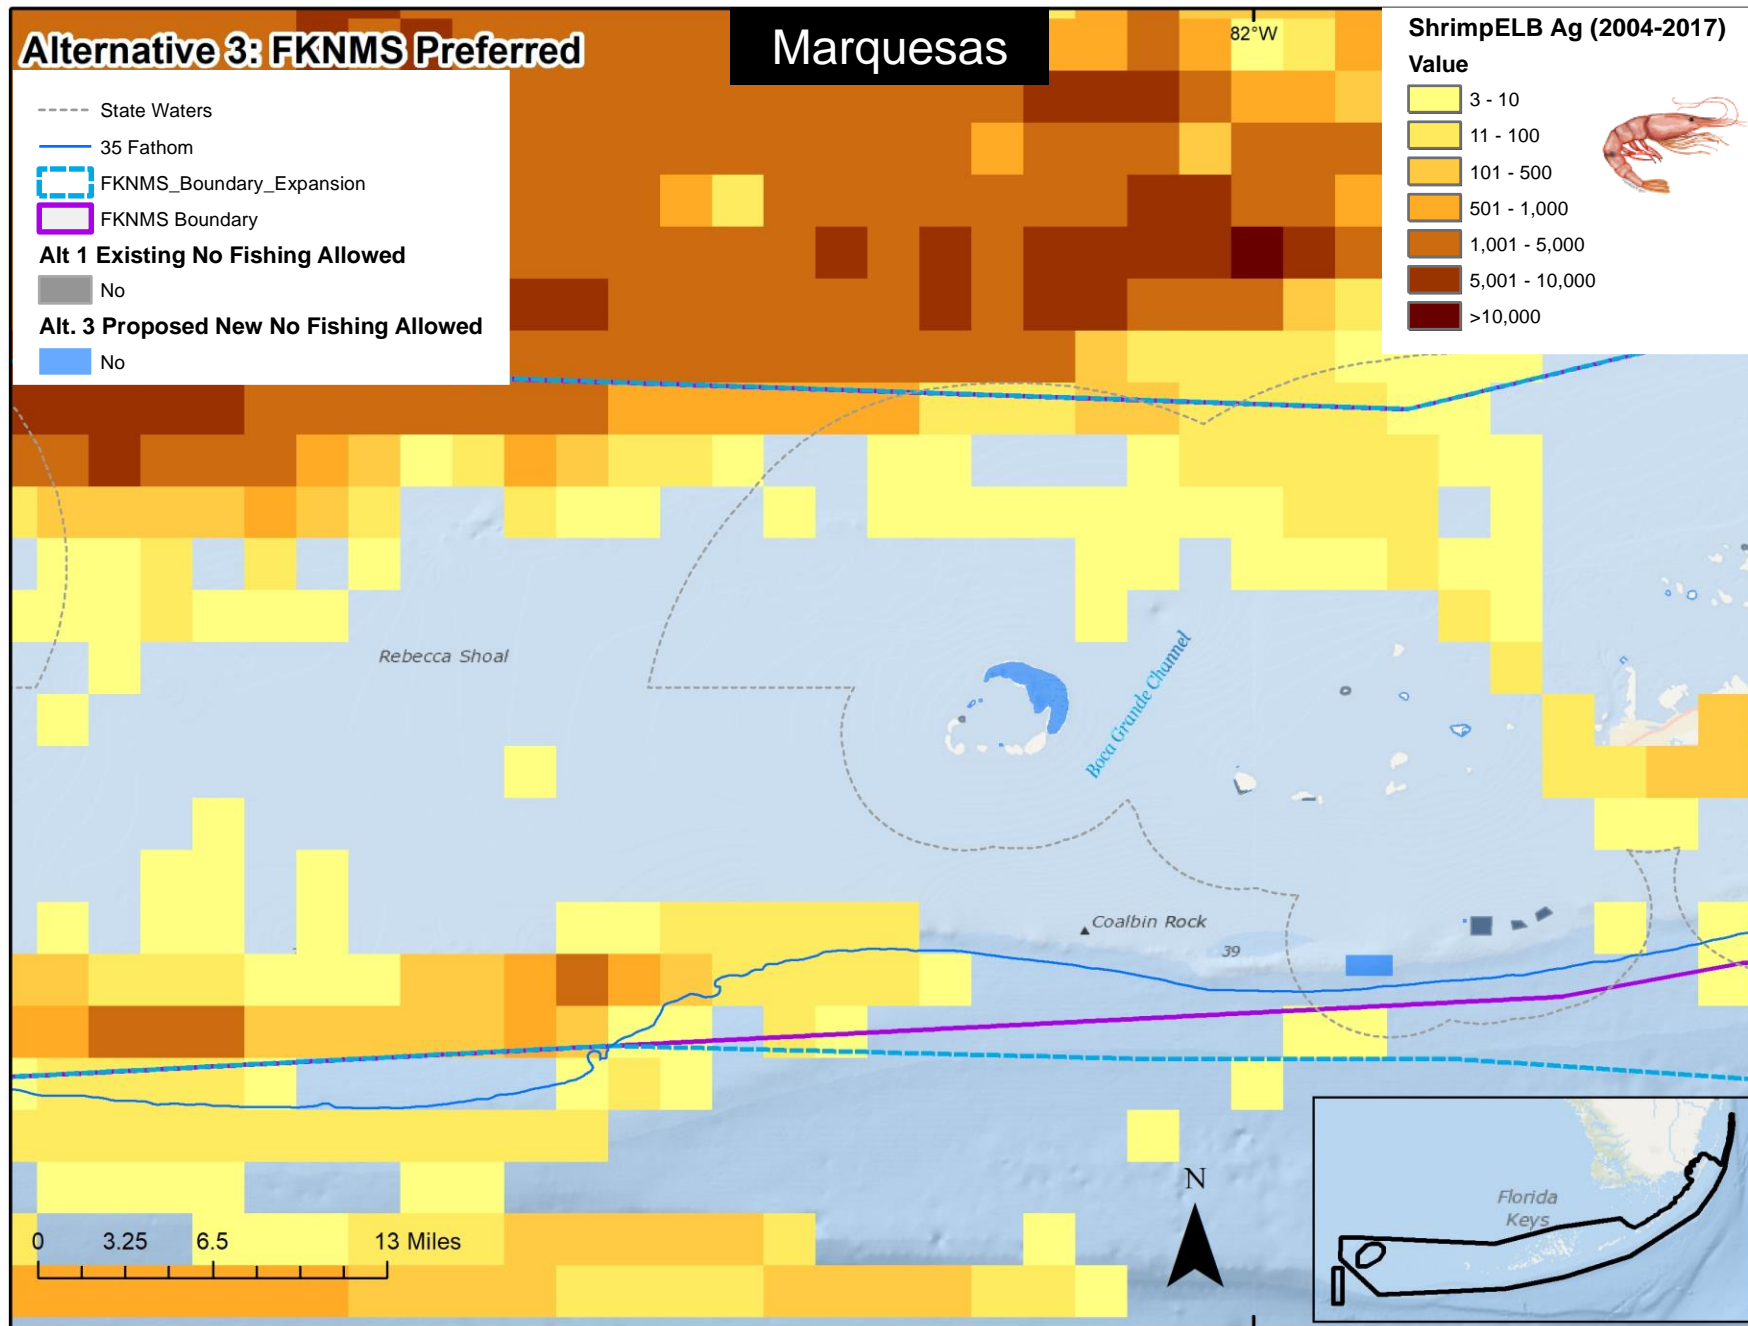 Alternative 3: FKNMS Preferred
Marquesas
82°W
State Waters
35 Fathom
FKNMS_Boundary_Expansion
FKNMS Boundary
Alt 1 Existing No Fishing Allowed
No
Alt. 3 Proposed New No Fishing Allowed
No
ShrimpELB Ag (2004-2017)
Value
3 - 10
11 - 100
101 - 500
501 - 1,000
1,001 - 5,000
5,001 - 10,000
>10,000
Rebecca Shoal
Boca Grande Channel
Coalbin Rock
39
N
0 3.25 6.5 13 Miles
Florida
Keys